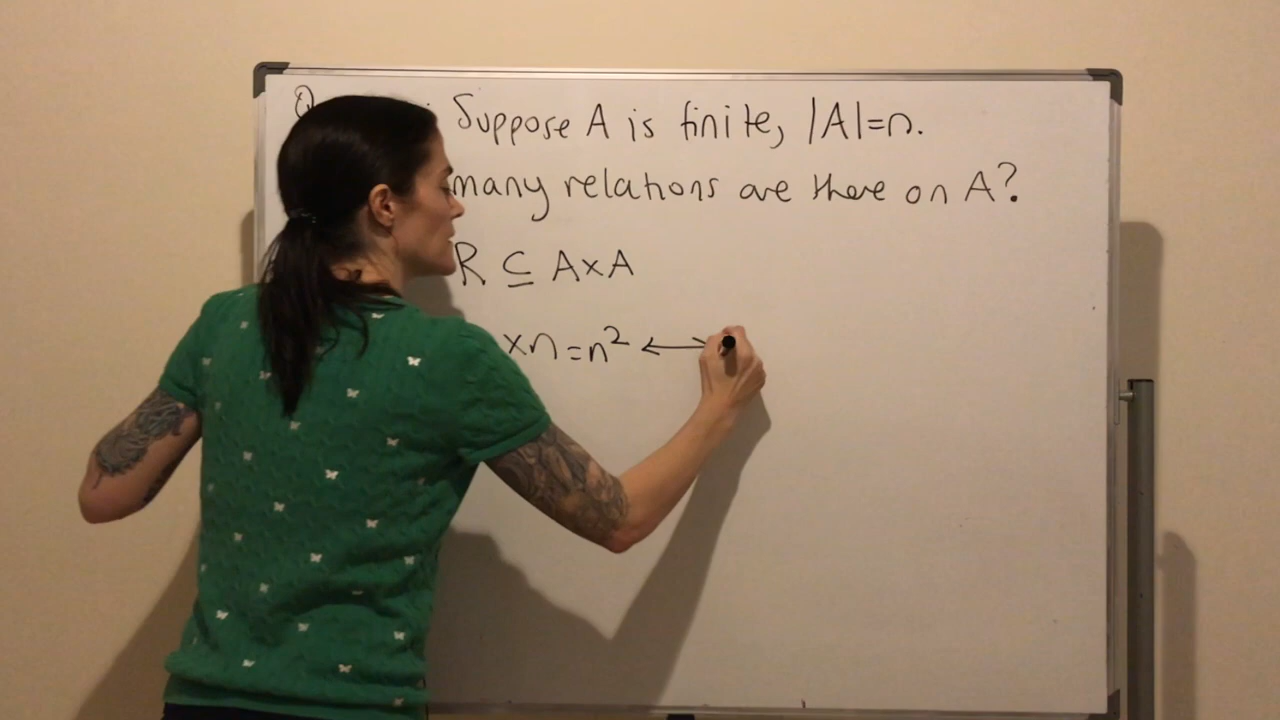 Suppose A is finite, |A|=n.
many relations are there on A?
R ⊆ A×A
×n=n² ⟷